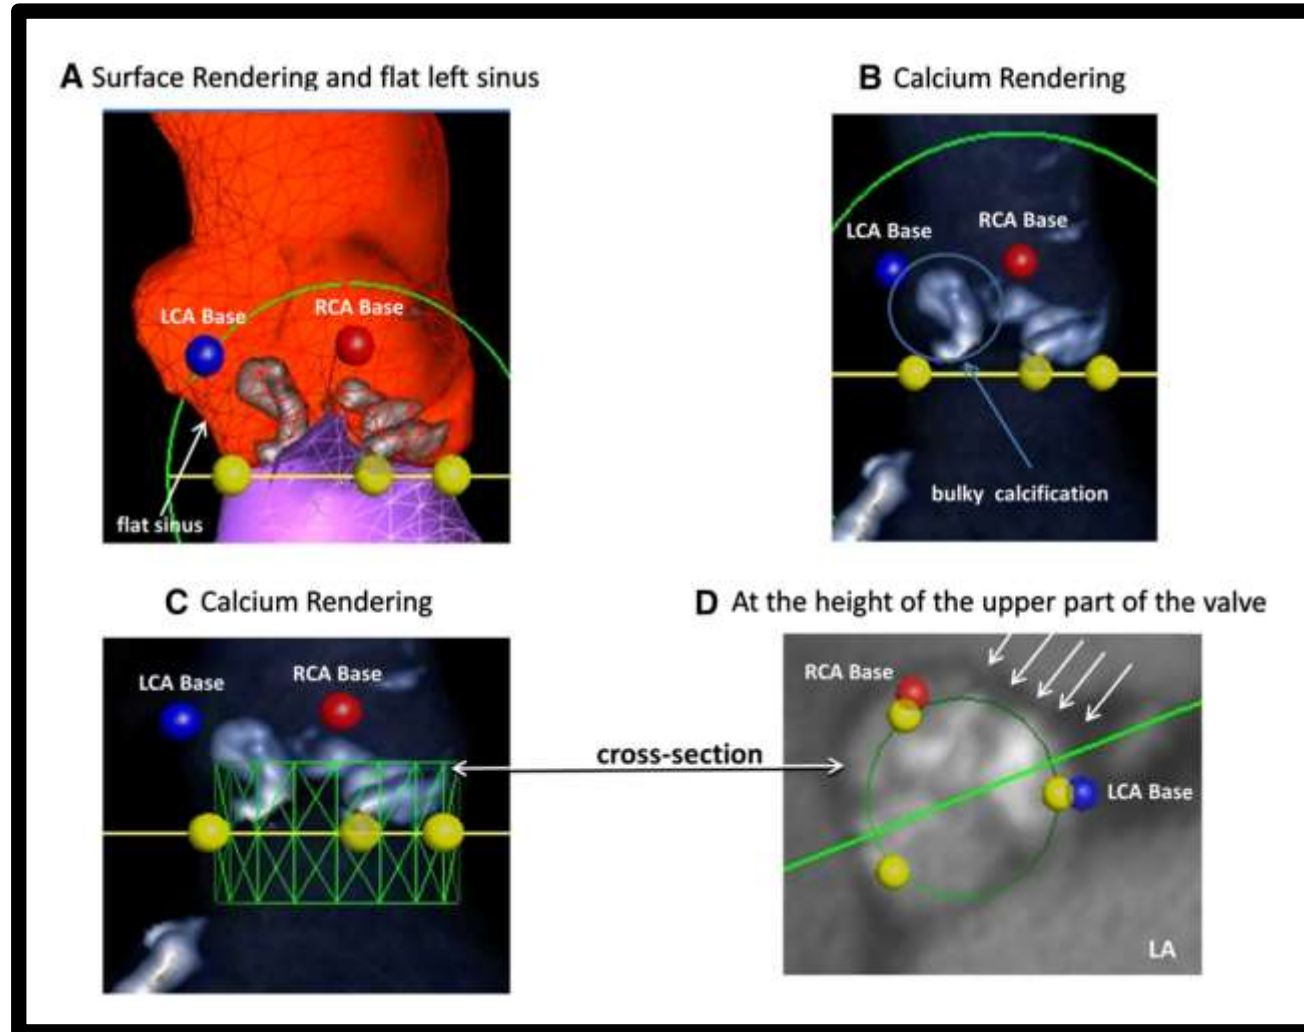 A Surface Rendering and flat left sinus
LCA Base
RCA Base
flat sinus
B Calcium Rendering
LCA Base
RCA Base
bulky calcification
C Calcium Rendering
LCA Base
RCA Base
cross-section
D At the height of the upper part of the valve
RCA Base
LCA Base
LA